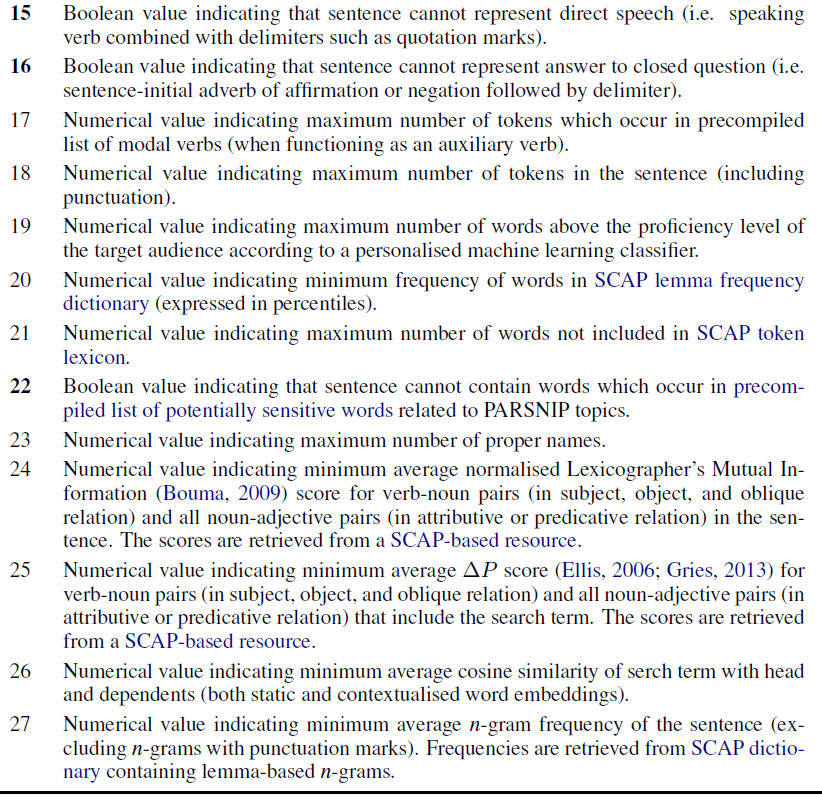 15 Boolean value indicating that sentence cannot represent direct speech (i.e. speaking
verb combined with delimiters such as quotation marks).
16 Boolean value indicating that sentence cannot represent answer to closed question (i.e.
sentence-initial adverb of affirmation or negation followed by delimiter).
17 Numerical value indicating maximum number of tokens which occur in precompiled
list of modal verbs (when functioning as an auxiliary verb).
18 Numerical value indicating maximum number of tokens in the sentence (including
punctuation).
19 Numerical value indicating maximum number of words above the proficiency level of
the target audience according to a personalised machine learning classifier.
20 Numerical value indicating minimum frequency of words in SCAP lemma frequency
dictionary (expressed in percentiles).
21 Numerical value indicating maximum number of words not included in SCAP token
lexicon.
22 Boolean value indicating that sentence cannot contain words which occur in precom-
piled list of potentially sensitive words related to PARSNIP topics.
23 Numerical value indicating maximum number of proper names.
24 Numerical value indicating minimum average normalised Lexicographer's Mutual In-
formation (Bouma, 2009) score for verb-noun pairs (in subject, object, and oblique
relation) and all noun-adjective pairs (in attributive or predicative relation) in the sen-
tence. The scores are retrieved from a SCAP-based resource.
25 Numerical value indicating minimum average ΔP score (Ellis, 2006; Gries, 2013) for
verb-noun pairs (in subject, object, and oblique relation) and all noun-adjective pairs (in
attributive or predicative relation) that include the search term. The scores are retrieved
from a SCAP-based resource.
26 Numerical value indicating minimum average cosine similarity of serch term with head
and dependents (both static and contextualised word embeddings).
27 Numerical value indicating minimum average n-gram frequency of the sentence (ex-
cluding n-grams with punctuation marks). Frequencies are retrieved from SCAP dictio-
nary containing lemma-based n-grams.